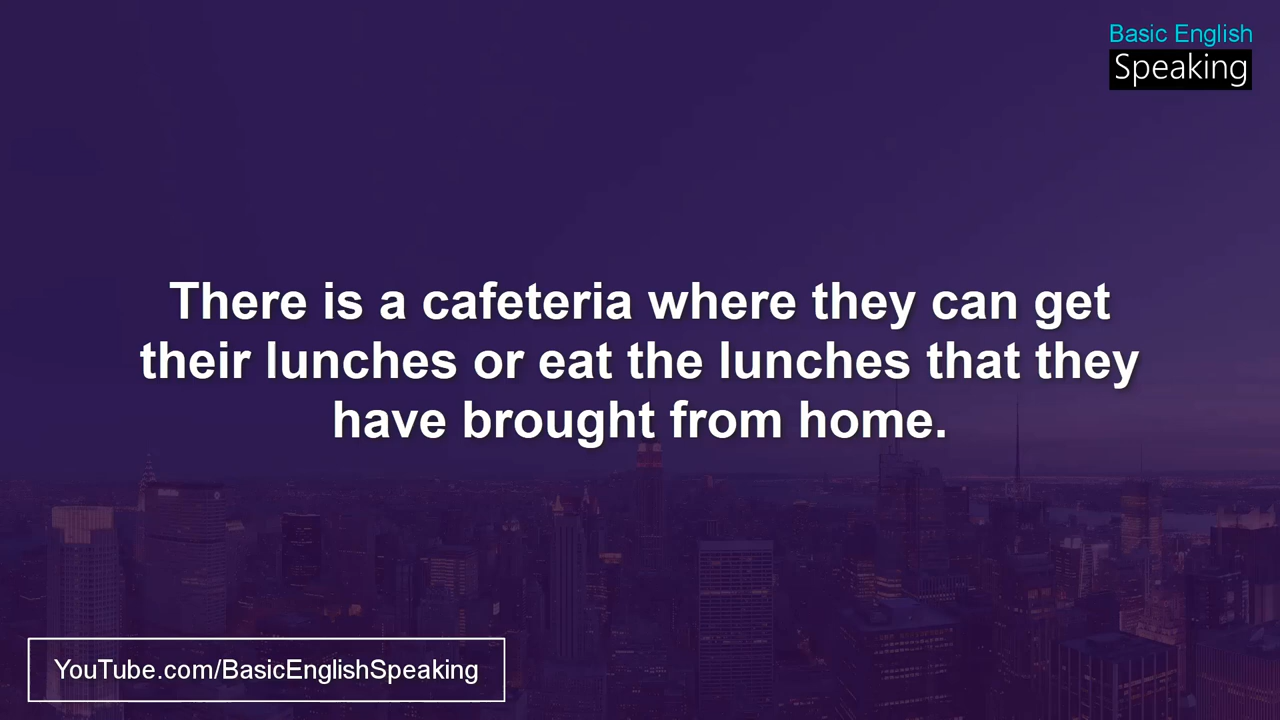 Basic English
Speaking
There is a cafeteria where they can get
their lunches or eat the lunches that they
have brought from home.
YouTube.com/BasicEnglishSpeaking